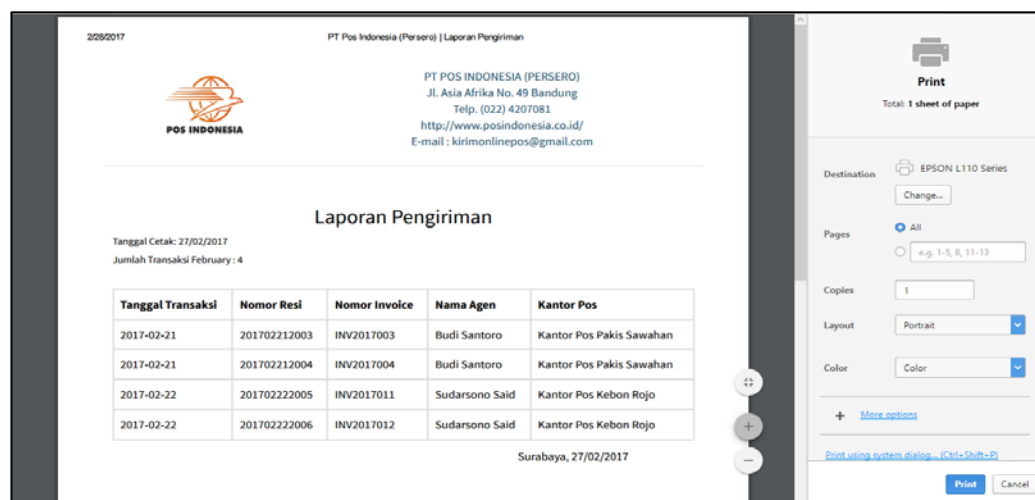 2/28/2017 PT Pos Indonesia (Persero) | Laporan Pengiriman
POS INDONESIA
PT POS INDONESIA (PERSERO)
Jl. Asia Afrika No. 49 Bandung
Telp. (022) 4207081
http://www.posindonesia.co.id/
E-mail : kirimonlinepos@gmail.com
Laporan Pengiriman
Tanggal Cetak: 27/02/2017
Jumlah Transaksi February : 4
Tanggal Transaksi Nomor Resi Nomor Invoice Nama Agen Kantor Pos
2017-02-21 201702212003 INV2017003 Budi Santoro Kantor Pos Pakis Sawahan
2017-02-21 201702212004 INV2017004 Budi Santoro Kantor Pos Pakis Sawahan
2017-02-22 201702222005 INV2017011 Sudarsono Said Kantor Pos Kebon Rojo
2017-02-22 201702222006 INV2017012 Sudarsono Said Kantor Pos Kebon Rojo
Surabaya, 27/02/2017
Print
Total: 1 sheet of paper
Destination EPSON L110 Series
Change...
Pages All
e.g. 1-5, 8, 11-13
Copies 1
Layout Portrait
Color Color
+ More options
Print using system dialog... (Ctrl+Shift+P)
Print Cancel